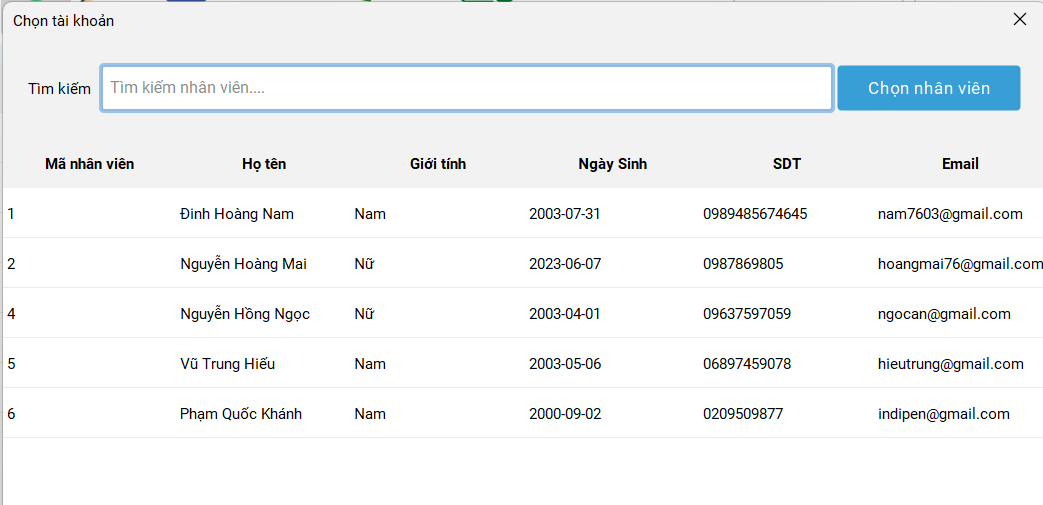 Chọn tài khoản
Tìm kiếm Tìm kiếm nhân viên.... Chọn nhân viên
Mã nhân viên Họ tên Giới tính Ngày Sinh SDT Email
1 Đinh Hoàng Nam Nam 2003-07-31 0989485674645 nam7603@gmail.com
2 Nguyễn Hoàng Mai Nữ 2023-06-07 0987869805 hoangmai76@gmail.com
4 Nguyễn Hồng Ngọc Nữ 2003-04-01 09637597059 ngocan@gmail.com
5 Vũ Trung Hiếu Nam 2003-05-06 06897459078 hieutrung@gmail.com
6 Phạm Quốc Khánh Nam 2000-09-02 0209509877 indipen@gmail.com